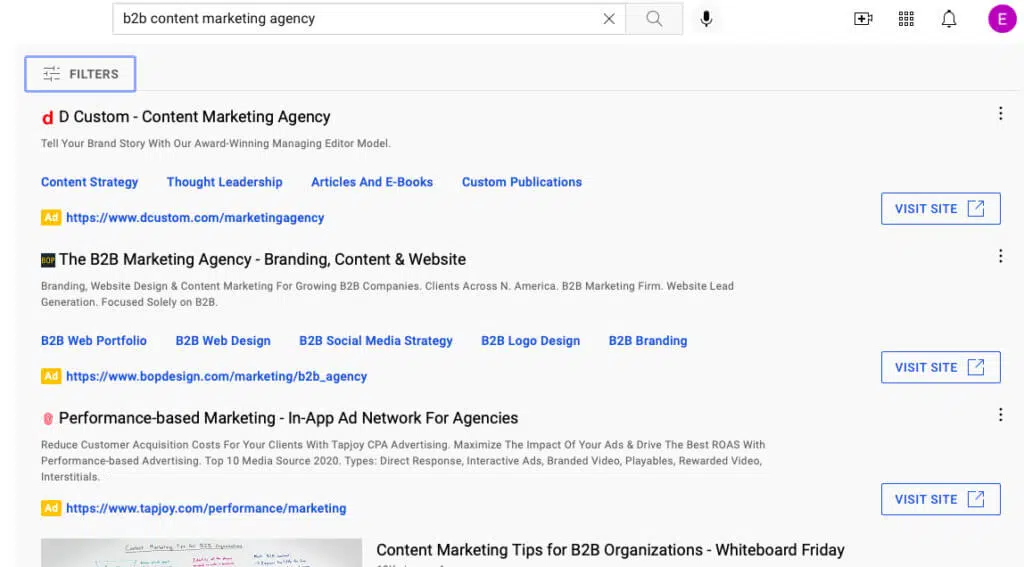 b2b content marketing agency
E
FILTERS
d D Custom - Content Marketing Agency
Tell Your Brand Story With Our Award-Winning Managing Editor Model.
Content Strategy Thought Leadership Articles And E-Books Custom Publications
Ad https://www.dcustom.com/marketingagency
VISIT SITE
BOP The B2B Marketing Agency - Branding, Content & Website
Branding, Website Design & Content Marketing For Growing B2B Companies. Clients Across N. America. B2B Marketing Firm. Website Lead
Generation. Focused Solely on B2B.
B2B Web Portfolio B2B Web Design B2B Social Media Strategy B2B Logo Design B2B Branding
Ad https://www.bopdesign.com/marketing/b2b_agency
VISIT SITE
Performance-based Marketing - In-App Ad Network For Agencies
Reduce Customer Acquisition Costs For Your Clients With Tapjoy CPA Advertising. Maximize The Impact Of Your Ads & Drive The Best ROAS With
Performance-based Advertising. Top 10 Media Source 2020. Types: Direct Response, Interactive Ads, Branded Video, Playables, Rewarded Video,
Interstitials.
Ad https://www.tapjoy.com/performance/marketing
VISIT SITE
Content Marketing Tips for B2B Organizations
Content Marketing Tips for B2B Organizations - Whiteboard Friday